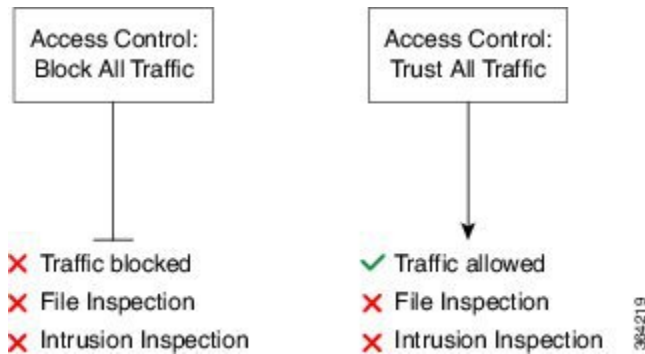 Access Control:
Block All Traffic
Traffic blocked
File Inspection
Intrusion Inspection
Access Control:
Trust All Traffic
Traffic allowed
File Inspection
Intrusion Inspection
364219